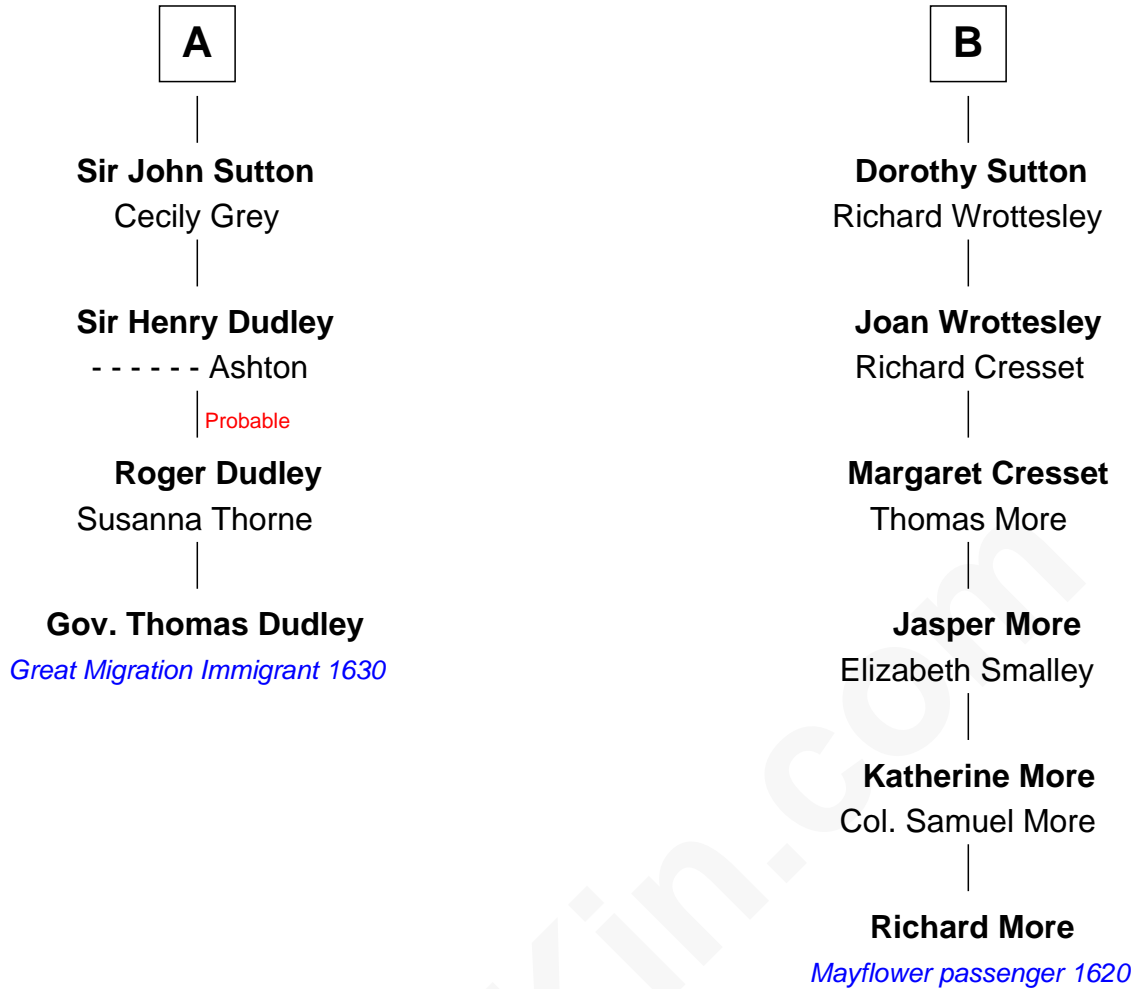 A
Sir John Sutton
Cecily Grey
Sir Henry Dudley
- - - - - - Ashton
Probable
Roger Dudley
Susanna Thorne
Gov. Thomas Dudley
Great Migration Immigrant 1630
B
Dorothy Sutton
Richard Wrottesley
Joan Wrottesley
Richard Cresset
Margaret Cresset
Thomas More
Jasper More
Elizabeth Smalley
Katherine More
Col. Samuel More
Richard More
Mayflower passenger 1620
Kin.com